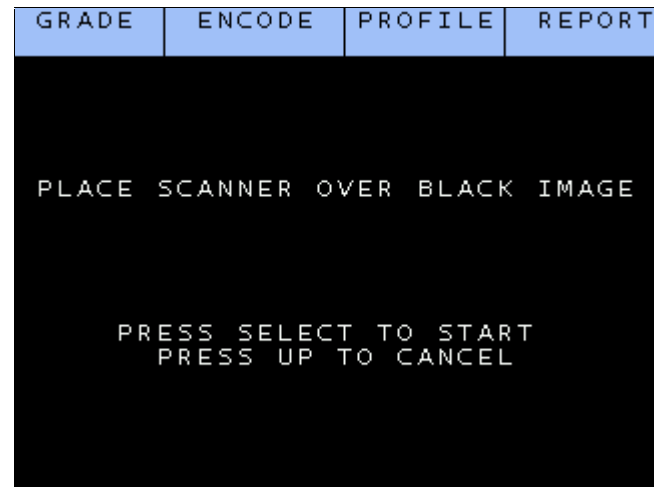 GRADE ENCODE PROFILE REPORT
PLACE SCANNER OVER BLACK IMAGE
PRESS SELECT TO START
PRESS UP TO CANCEL